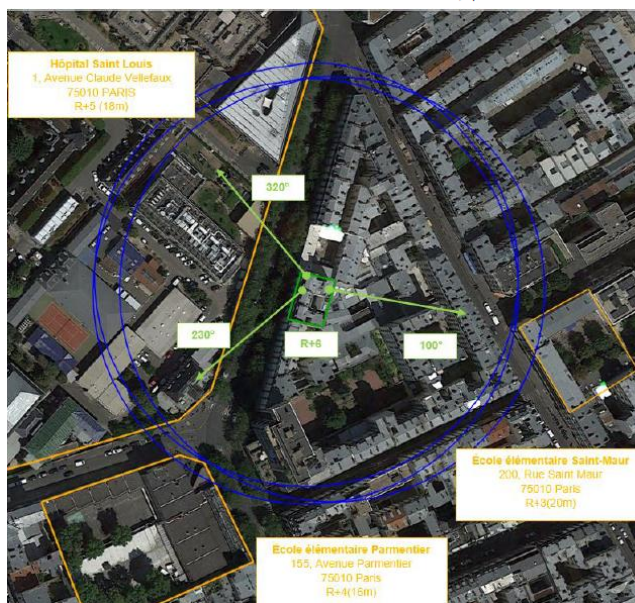 Hôpital Saint Louis
1, Avenue Claude Vellefaux
75010 PARIS
R+5 (18m)
320°
230°
R+6
100°
École élémentaire Saint-Maur
200, Rue Saint Maur
75010 Paris
R+3(20m)
École élémentaire Parmentier
155, Avenue Parmentier
75010 Paris
R+4(15m)